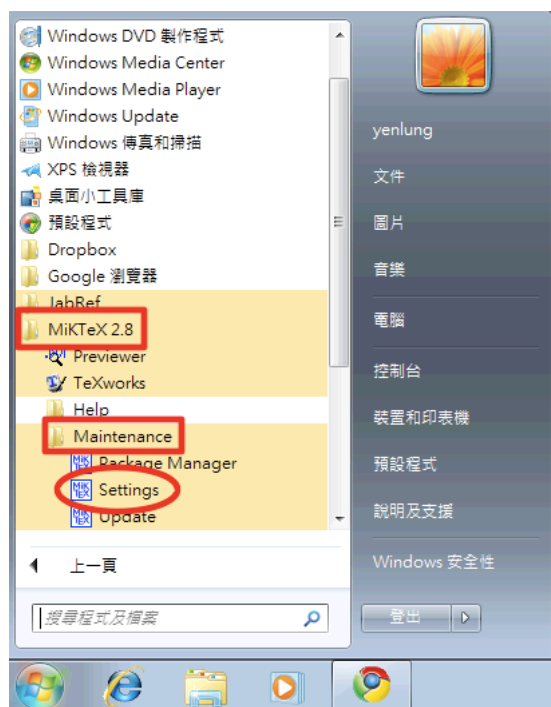 Windows DVD 製作程式
Windows Media Center
Windows Media Player
Windows Update
Windows 傳真和掃描
XPS 檢視器
桌面小工具庫
預設程式
Dropbox
Google 瀏覽器
JabRef
MiKTeX 2.8
Previewer
TeXworks
Help
Maintenance
Package Manager
Settings
Update
上一頁
搜尋程式及檔案
yenlung
文件
圖片
音樂
電腦
控制台
裝置和印表機
預設程式
說明及支援
Windows 安全性
登出